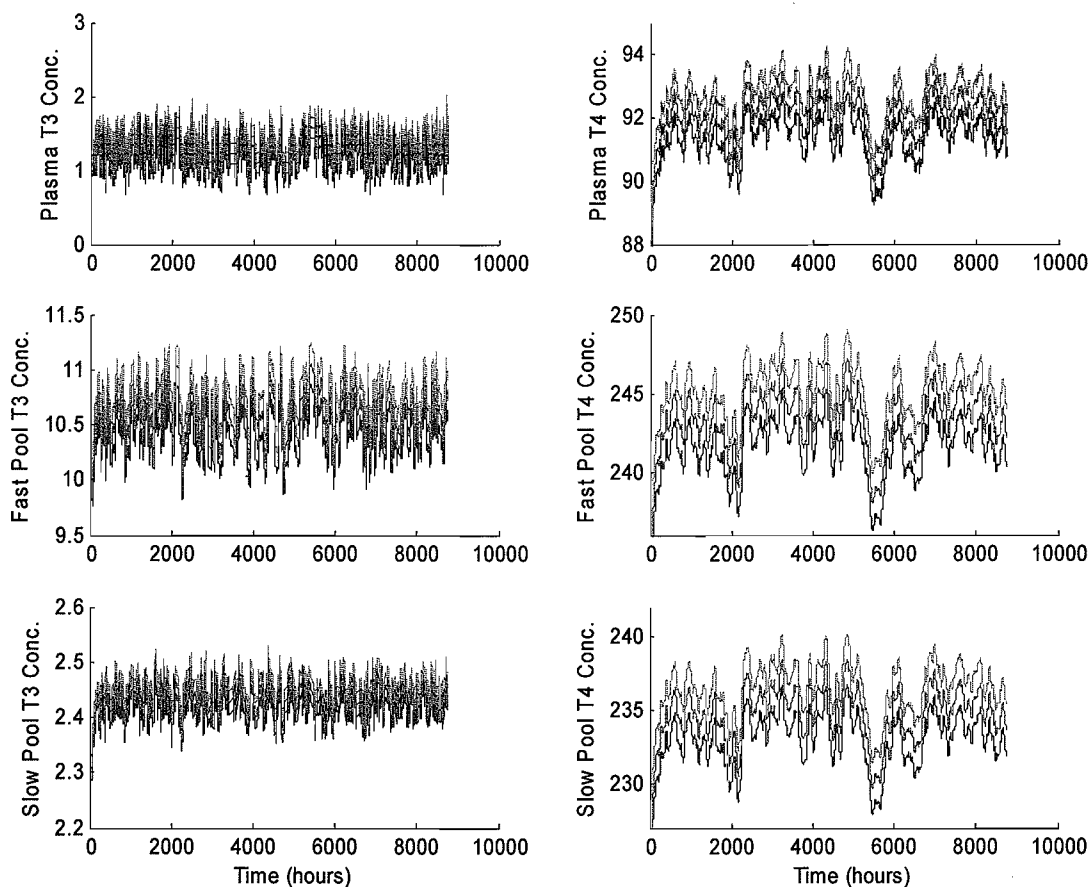 Plasma T3 Conc.
3
2
1
0
0 2000 4000 6000 8000 10000
Plasma T4 Conc.
94
92
90
88
0 2000 4000 6000 8000 10000
Fast Pool T3 Conc.
11.5
11
10.5
10
9.5
0 2000 4000 6000 8000 10000
Fast Pool T4 Conc.
250
245
240
0 2000 4000 6000 8000 10000
Slow Pool T3 Conc.
2.6
2.5
2.4
2.3
2.2
0 2000 4000 6000 8000 10000
Time (hours)
Slow Pool T4 Conc.
240
235
230
0 2000 4000 6000 8000 10000
Time (hours)